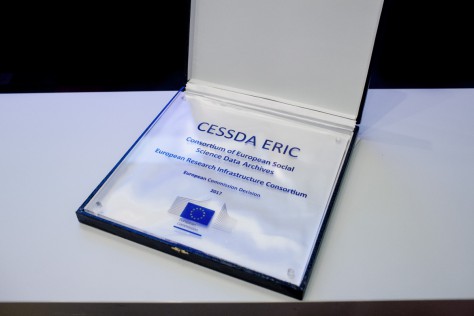 CESSDA ERIC
Consortium of European Social
Science Data Archives
European Research Infrastructure Consortium
European Commission Decision
2017